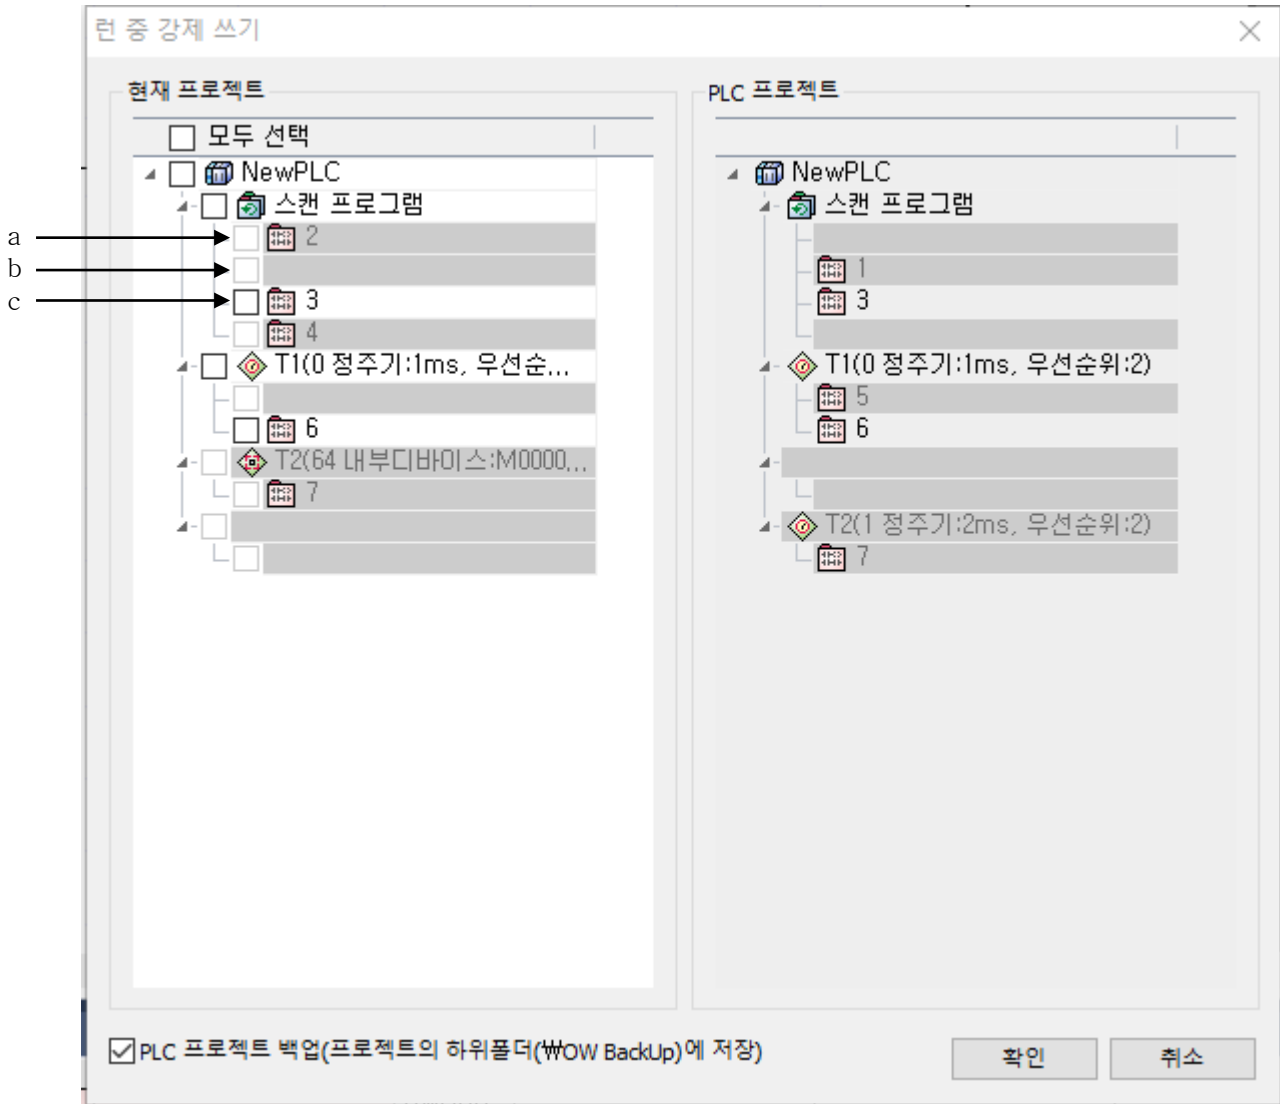 런 중 강제 쓰기
현재 프로젝트
모두 선택
NewPLC
스캔 프로그램
a
2
b
c
3
4
T1(0 정주기:1ms, 우선순...
6
T2(64 내부디바이스:M0000,...
7
PLC 프로젝트
NewPLC
스캔 프로그램
1
3
T1(0 정주기:1ms, 우선순위:2)
5
6
T2(1 정주기:2ms, 우선순위:2)
7
PLC 프로젝트 백업(프로젝트의 하위폴더(₩OW BackUp)에 저장)
확인
취소